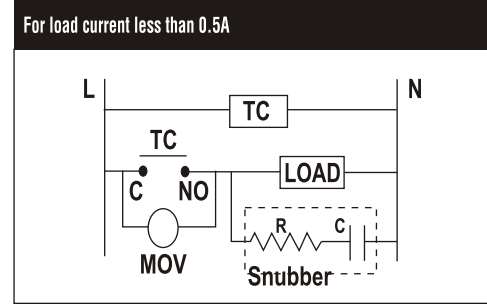 For load current less than 0.5A
L
N
TC
TC
LOAD
C
NO
R
C
MOV
Snubber